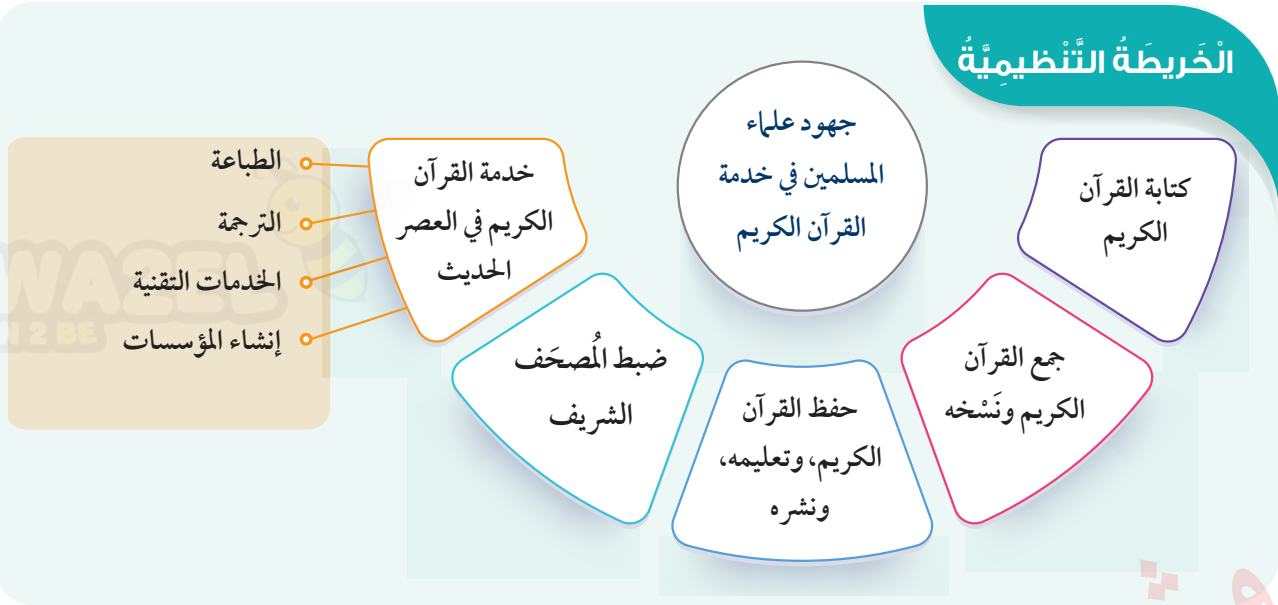 الْخَريطَةُ التَّنْظيمِيَّةُ
جهود علماء
المسلمين في خدمة
القرآن الكريم
كتابة القرآن
الكريم
جمع القرآن
الكريم ونَسْخه
حفظ القرآن
الكريم، وتعليمه،
ونشره
ضبط المُصحَف
الشريف
خدمة القرآن
الكريم في العصر
الحديث
الطباعة
الترجمة
الخدمات التقنية
إنشاء المؤسسات